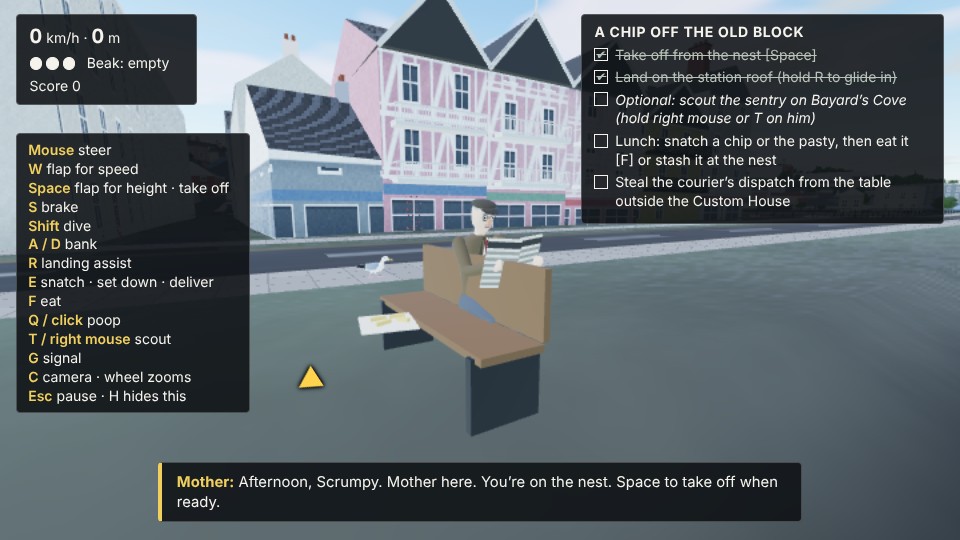 0 km/h · 0 m
Beak: empty
Score 0
Mouse steer
W flap for speed
Space flap for height · take off
S brake
Shift dive
A / D bank
R landing assist
E snatch · set down · deliver
F eat
Q / click poop
T / right mouse scout
G signal
C camera · wheel zooms
Esc pause · H hides this
A CHIP OFF THE OLD BLOCK
Take off from the nest [Space]
Land on the station roof (hold R to glide in)
Optional: scout the sentry on Bayard's Cove
(hold right mouse or T on him)
Lunch: snatch a chip or the pasty, then eat it
[F] or stash it at the nest
Steal the courier's dispatch from the table
outside the Custom House
Mother: Afternoon, Scrumpy. Mother here. You're on the nest. Space to take off when
ready.